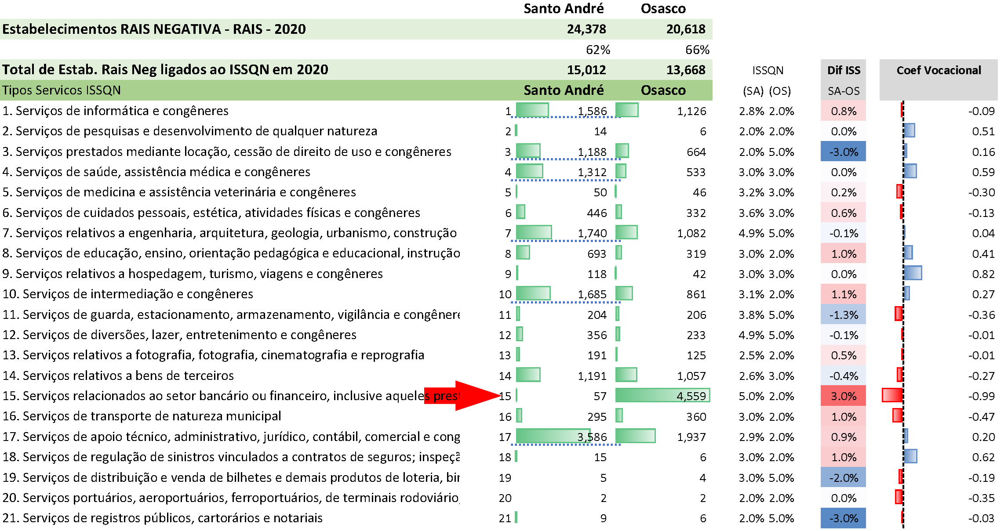 Santo André Osasco
Estabelecimentos RAIS NEGATIVA - RAIS - 2020 24,378 20,618
62% 66%
Total de Estab. Rais Neg ligados ao ISSQN em 2020 15,012 13,668 ISSQN Dif ISS Coef Vocacional
Tipos Servicos ISSQN Santo André Osasco (SA) (OS) SA-OS
1. Serviços de informática e congêneres 1 1,586 1,126 2.8% 2.0% 0.8% -0.09
2. Serviços de pesquisas e desenvolvimento de qualquer natureza 2 14 6 2.0% 2.0% 0.0% 0.51
3. Serviços prestados mediante locação, cessão de direito de uso e congêneres 3 1,188 664 2.0% 5.0% -3.0% 0.16
4. Serviços de saúde, assistência médica e congêneres 4 1,312 533 3.0% 3.0% 0.0% 0.59
5. Serviços de medicina e assistência veterinária e congêneres 5 50 46 3.2% 3.0% 0.2% -0.30
6. Serviços de cuidados pessoais, estética, atividades físicas e congêneres 6 446 332 3.6% 3.0% 0.6% -0.13
7. Serviços relativos a engenharia, arquitetura, geologia, urbanismo, construção 7 1,740 1,082 4.9% 5.0% -0.1% 0.04
8. Serviços de educação, ensino, orientação pedagógica e educacional, instrução 8 693 319 3.0% 2.0% 1.0% 0.41
9. Serviços relativos a hospedagem, turismo, viagens e congêneres 9 118 42 3.0% 3.0% 0.0% 0.82
10. Serviços de intermediação e congêneres 10 1,685 861 3.1% 2.0% 1.1% 0.27
11. Serviços de guarda, estacionamento, armazenamento, vigilância e congênere 11 204 206 3.8% 5.0% -1.3% -0.36
12. Serviços de diversões, lazer, entretenimento e congêneres 12 356 233 4.9% 5.0% -0.1% -0.01
13. Serviços relativos a fotografia, fotografia, cinematografia e reprografia 13 191 125 2.5% 2.0% 0.5% -0.01
14. Serviços relativos a bens de terceiros 14 1,191 1,057 2.6% 3.0% -0.4% -0.27
15. Serviços relacionados ao setor bancário ou financeiro, inclusive aqueles prest 15 57 4,559 5.0% 2.0% 3.0% -0.99
16. Serviços de transporte de natureza municipal 16 295 360 3.0% 2.0% 1.0% -0.47
17. Serviços de apoio técnico, administrativo, jurídico, contábil, comercial e cong 17 3,586 1,937 2.9% 2.0% 0.9% 0.20
18. Serviços de regulação de sinistros vinculados a contratos de seguros; inspeçã 18 15 6 3.0% 2.0% 1.0% 0.62
19. Serviços de distribuição e venda de bilhetes e demais produtos de loteria, bin 19 5 4 3.0% 5.0% -2.0% -0.19
20. Serviços portuários, aeroportuários, ferroportuários, de terminais rodoviário, 20 2 2 2.0% 2.0% 0.0% -0.35
21. Serviços de registros públicos, cartorários e notariais 21 9 6 2.0% 5.0% -3.0% -0.03